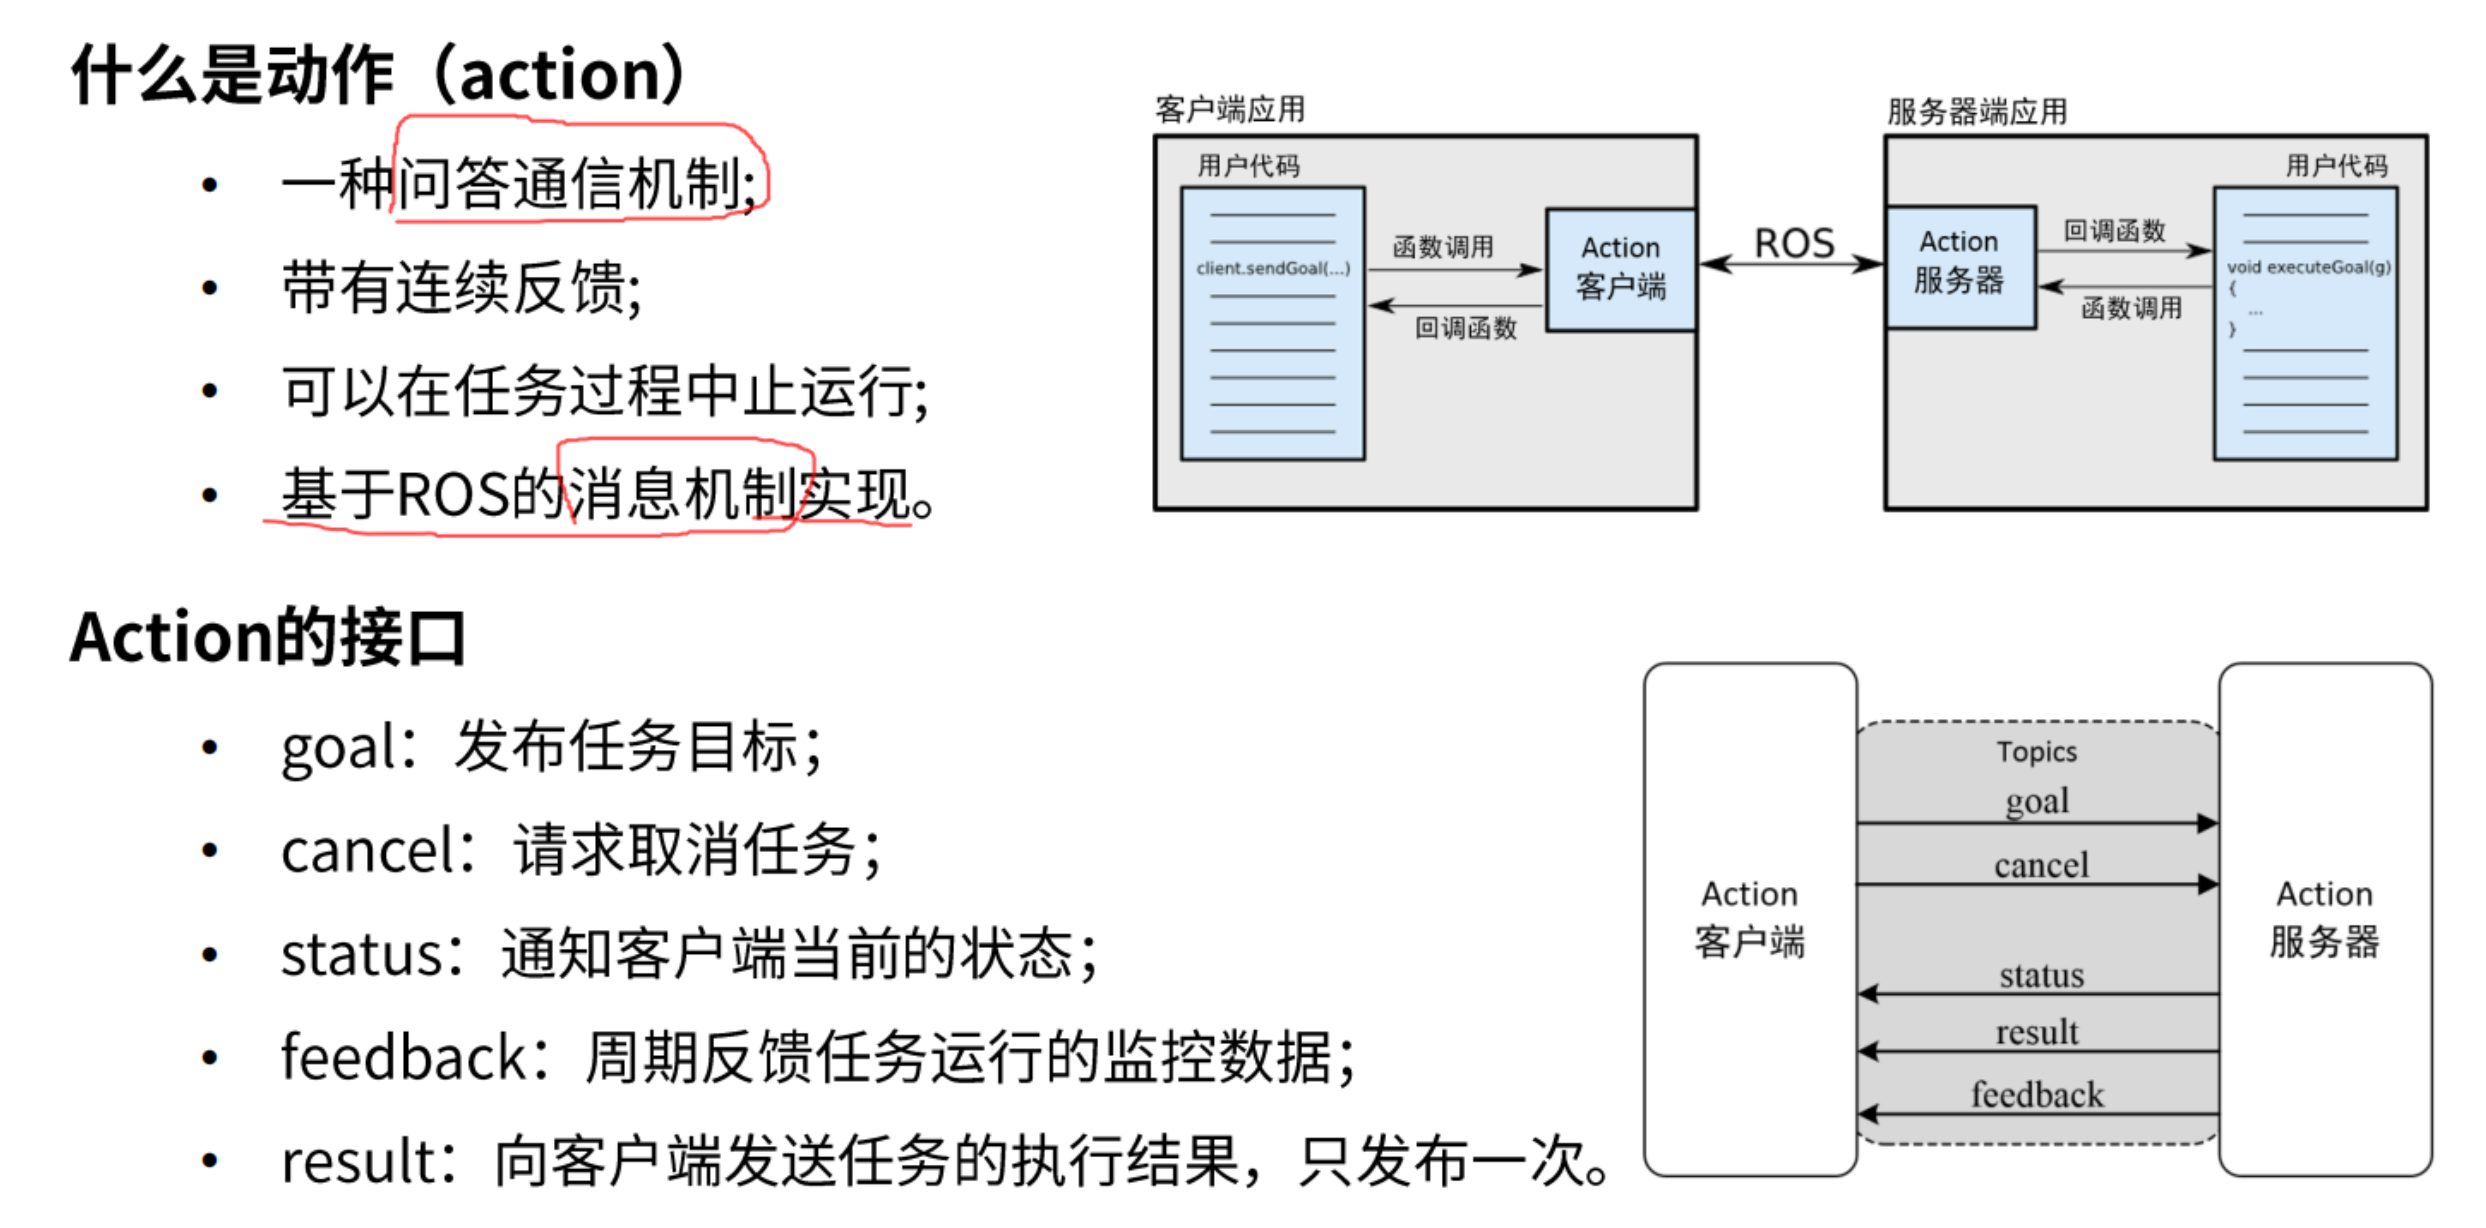 什么是动作（action）
• 一种问答通信机制;
• 带有连续反馈;
• 可以在任务过程中止运行;
• 基于ROS的消息机制实现。
客户端应用
用户代码
client.sendGoal(...)
函数调用
回调函数
Action
客户端
ROS
服务器端应用
用户代码
Action
服务器
回调函数
函数调用
void executeGoal(g)
{
...
}
Action的接口
• goal：发布任务目标；
• cancel：请求取消任务；
• status：通知客户端当前的状态；
• feedback：周期反馈任务运行的监控数据；
• result：向客户端发送任务的执行结果，只发布一次。
Action
客户端
Topics
goal
cancel
status
result
feedback
Action
服务器